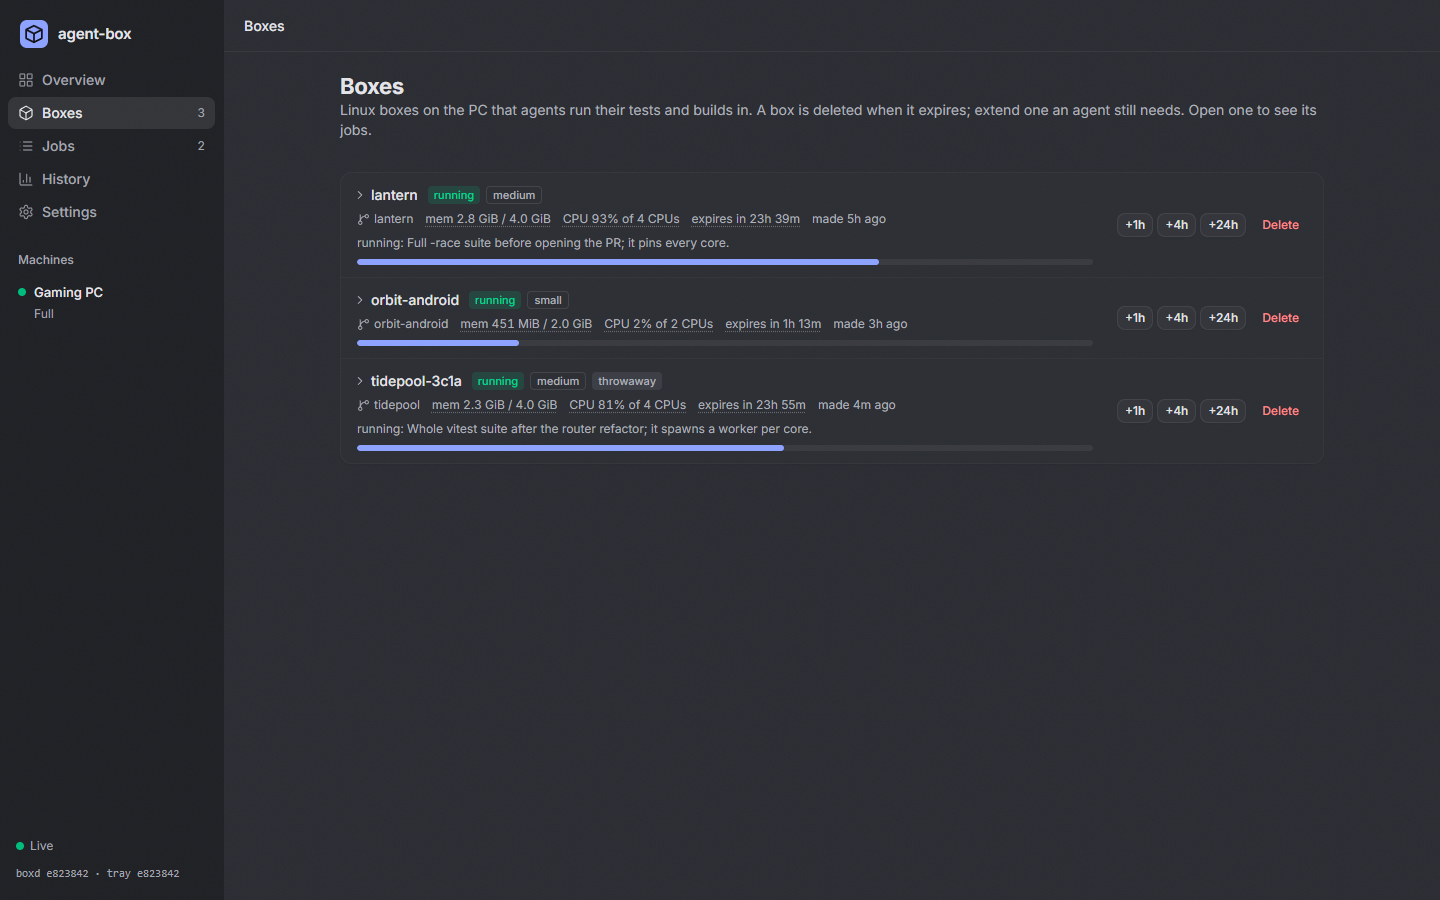 agent-box
Overview
Boxes 3
Jobs 2
History
Settings
Machines
Gaming PC
Full
Live
boxd e823842 · tray e823842
Boxes
Boxes
Linux boxes on the PC that agents run their tests and builds in. A box is deleted when it expires; extend one an agent still needs. Open one to see its
jobs.
lantern running medium
lantern mem 2.8 GiB / 4.0 GiB CPU 93% of 4 CPUs expires in 23h 39m made 5h ago
running: Full -race suite before opening the PR; it pins every core.
+1h +4h +24h Delete
orbit-android running small
orbit-android mem 451 MiB / 2.0 GiB CPU 2% of 2 CPUs expires in 1h 13m made 3h ago
+1h +4h +24h Delete
tidepool-3c1a running medium throwaway
tidepool mem 2.3 GiB / 4.0 GiB CPU 81% of 4 CPUs expires in 23h 55m made 4m ago
running: Whole vitest suite after the router refactor; it spawns a worker per core.
+1h +4h +24h Delete